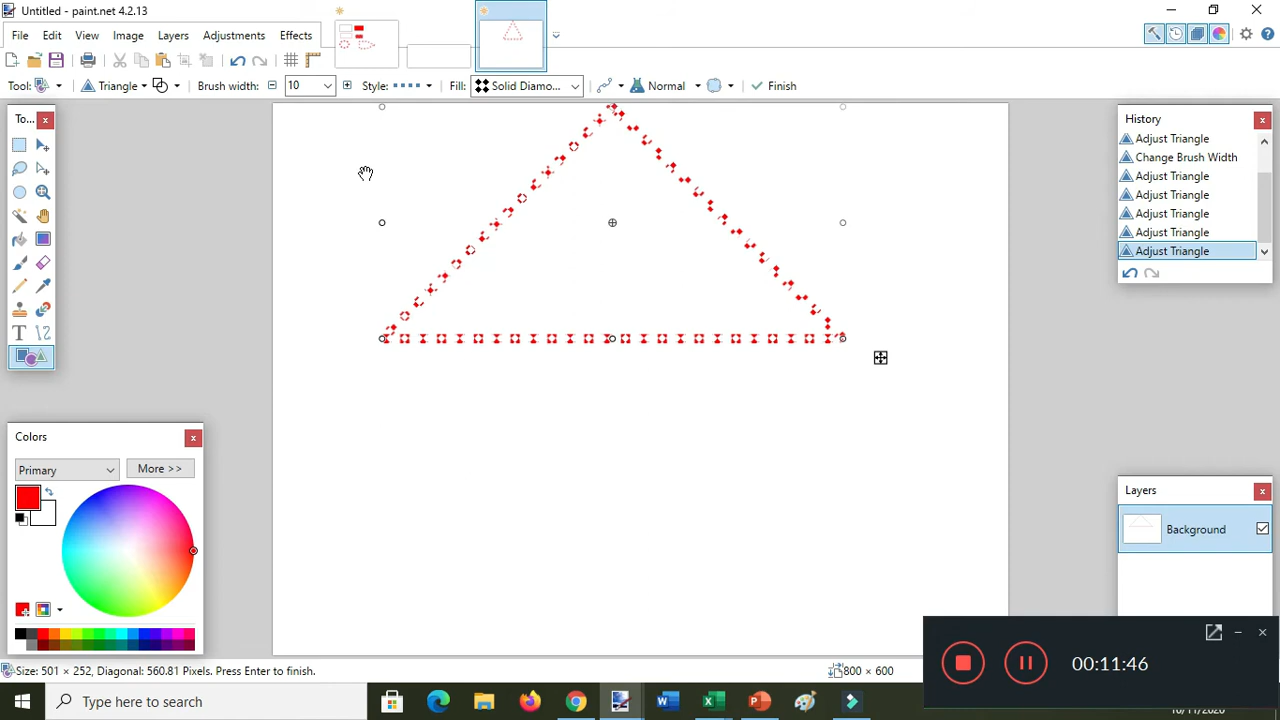 Untitled - paint.net 4.2.13
File Edit View Image Layers Adjustments Effects
Tool: Triangle Brush width: 10 Style: Fill: Solid Diamo... Normal Finish
To...
T
Colors
Primary
More >>
History
Adjust Triangle
Change Brush Width
Adjust Triangle
Adjust Triangle
Adjust Triangle
Adjust Triangle
Adjust Triangle
Layers
Background
00:11:46
Size: 501 × 252, Diagonal: 560.81 Pixels. Press Enter to finish.
800 × 600
Type here to search
10/11/2020